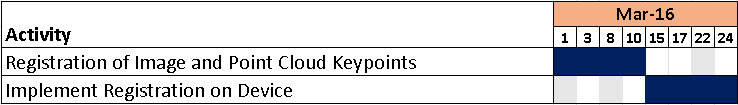 Mar-16
Activity 1 3 8 10 15 17 22 24
Registration of Image and Point Cloud Keypoints
Implement Registration on Device